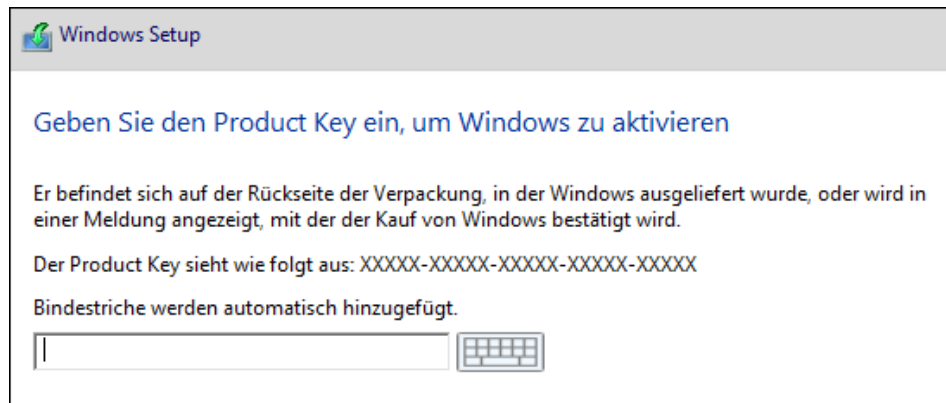 Windows Setup
Geben Sie den Product Key ein, um Windows zu aktivieren
Er befindet sich auf der Rückseite der Verpackung, in der Windows ausgeliefert wurde, oder wird in
einer Meldung angezeigt, mit der der Kauf von Windows bestätigt wird.
Der Product Key sieht wie folgt aus: XXXXX-XXXXX-XXXXX-XXXXX-XXXXX
Bindestriche werden automatisch hinzugefügt.